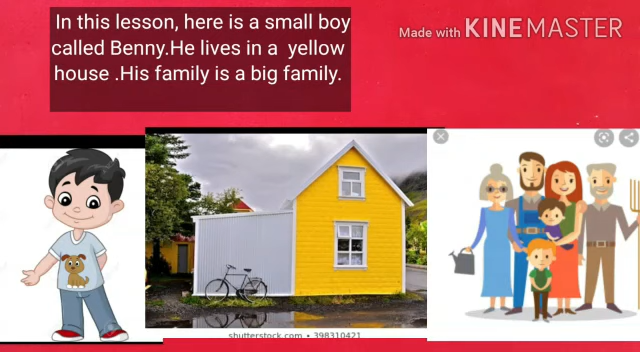 In this lesson, here is a small boy
called Benny.He lives in a  yellow
house .His family is a big family.
Made with KINEMASTER
shutterstock.com • 398310421